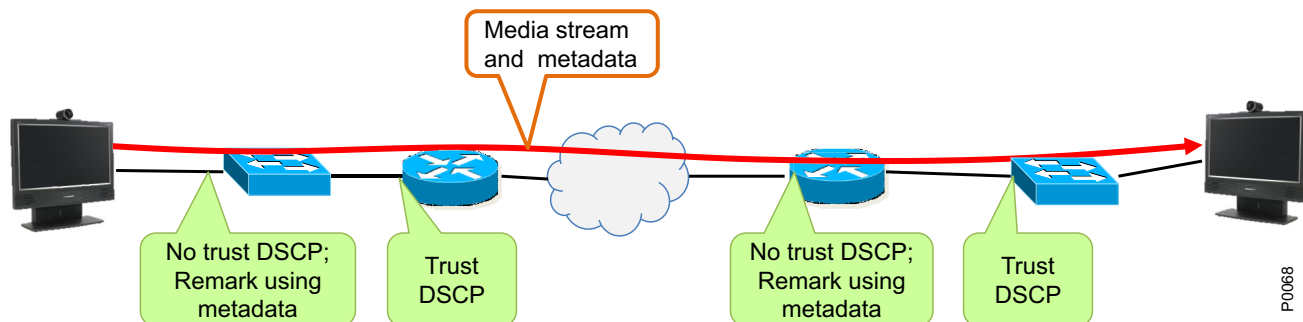 Media stream
and metadata
No trust DSCP;
Remark using
metadata
Trust
DSCP
No trust DSCP;
Remark using
metadata
Trust
DSCP
P0068